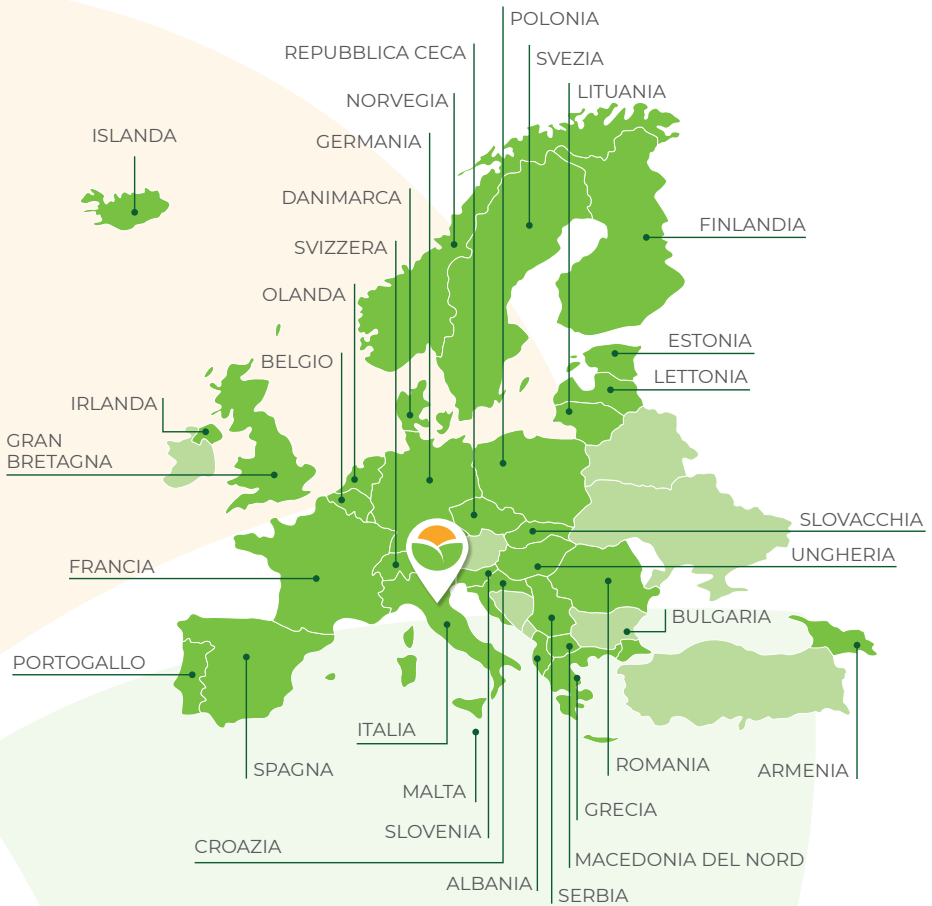 POLONIA
REPUBBLICA CECA
SVEZIA
LITUANIA
NORVEGIA
ISLANDA
GERMANIA
DANIMARCA
FINLANDIA
SVIZZERA
OLANDA
ESTONIA
BELGIO
LETTONIA
IRLANDA
GRAN
BRETAGNA
SLOVACCHIA
UNGHERIA
FRANCIA
BULGARIA
PORTOGALLO
ITALIA
SPAGNA
ROMANIA
ARMENIA
MALTA
GRECIA
SLOVENIA
CROAZIA
MACEDONIA DEL NORD
ALBANIA
SERBIA